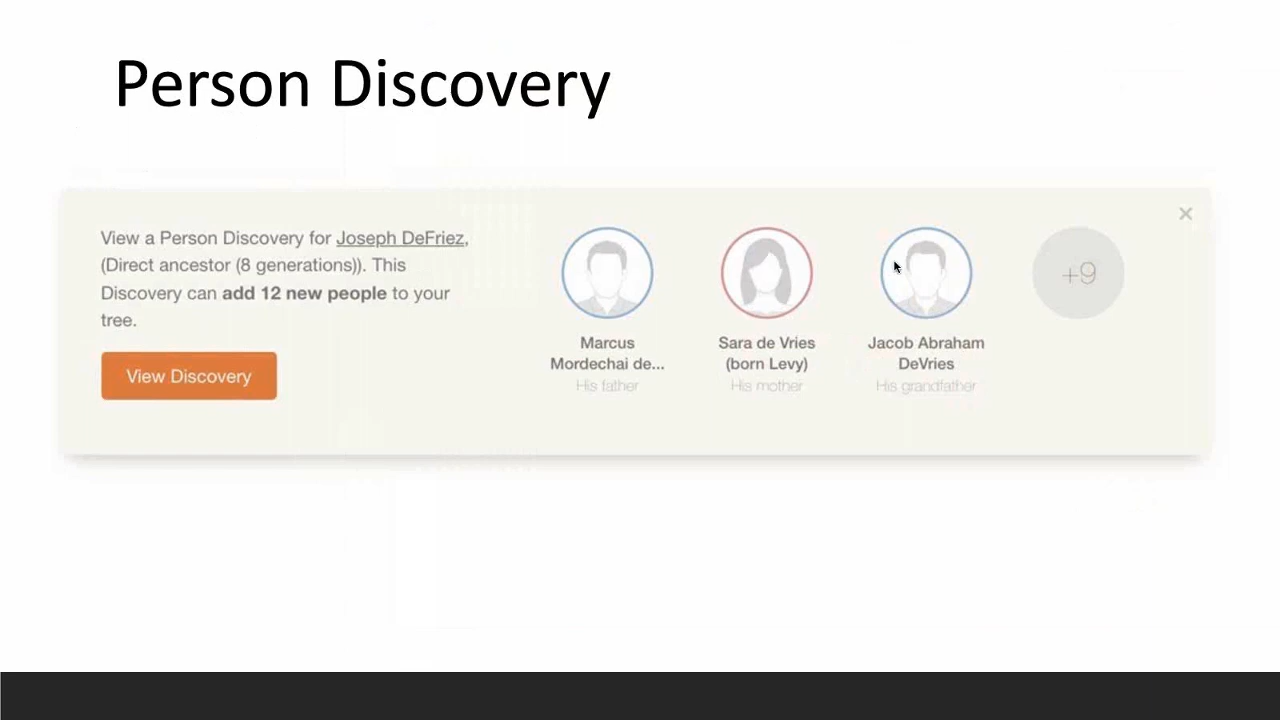 Person Discovery
View a Person Discovery for Joseph DeFriez,
(Direct ancestor (8 generations)). This
Discovery can add 12 new people to your
tree.
View Discovery
Marcus
Mordechai de...
His father
Sara de Vries
(born Levy)
His mother
Jacob Abraham
DeVries
His grandfather
+9
×